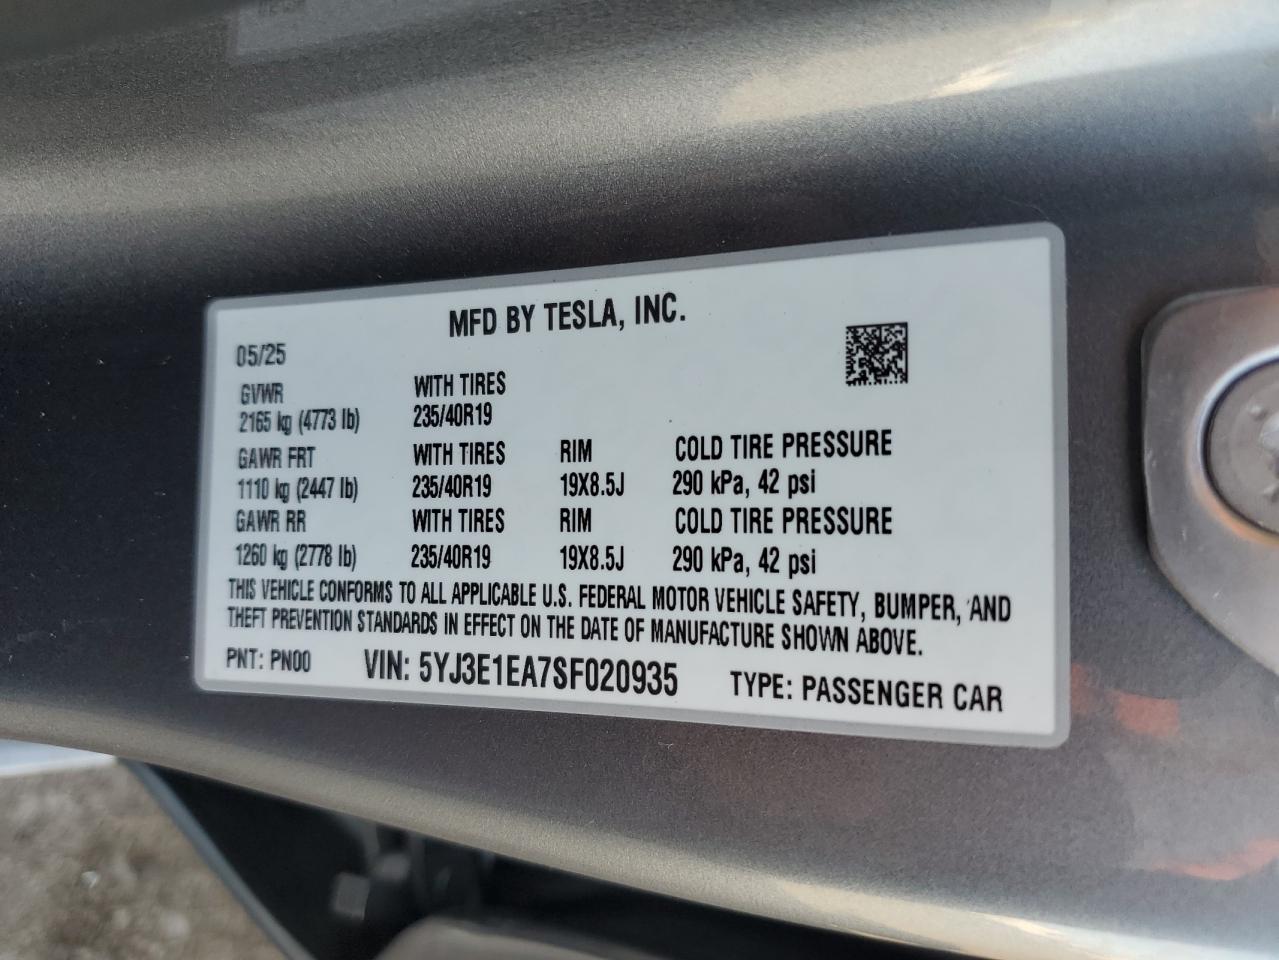 MFD BY TESLA, INC.
05/25
GVWR WITH TIRES
2165 kg (4773 lb) 235/40R19
GAWR FRT WITH TIRES RIM COLD TIRE PRESSURE
1110 kg (2447 lb) 235/40R19 19X8.5J 290 kPa, 42 psi
GAWR RR WITH TIRES RIM COLD TIRE PRESSURE
1260 kg (2778 lb) 235/40R19 19X8.5J 290 kPa, 42 psi
THIS VEHICLE CONFORMS TO ALL APPLICABLE U.S. FEDERAL MOTOR VEHICLE SAFETY, BUMPER, AND
THEFT PREVENTION STANDARDS IN EFFECT ON THE DATE OF MANUFACTURE SHOWN ABOVE.
PNT: PN00 VIN: 5YJ3E1EA7SF020935 TYPE: PASSENGER CAR